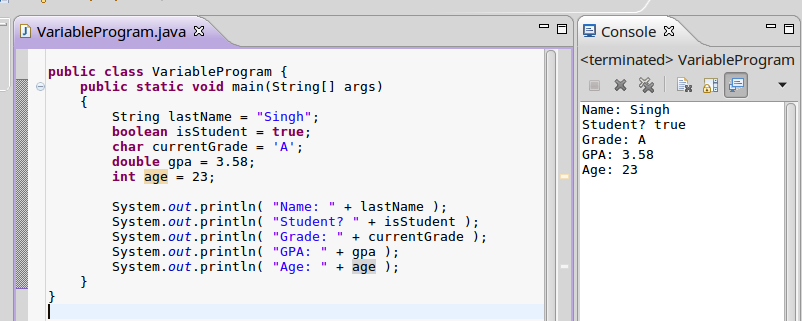 VariableProgram.java
public class VariableProgram {
    public static void main(String[] args)
    {
        String lastName = "Singh";
        boolean isStudent = true;
        char currentGrade = 'A';
        double gpa = 3.58;
        int age = 23;
        System.out.println( "Name: " + lastName );
        System.out.println( "Student? " + isStudent );
        System.out.println( "Grade: " + currentGrade );
        System.out.println( "GPA: " + gpa );
        System.out.println( "Age: " + age );
    }
}
Console
<terminated> VariableProgram
Name: Singh
Student? true
Grade: A
GPA: 3.58
Age: 23